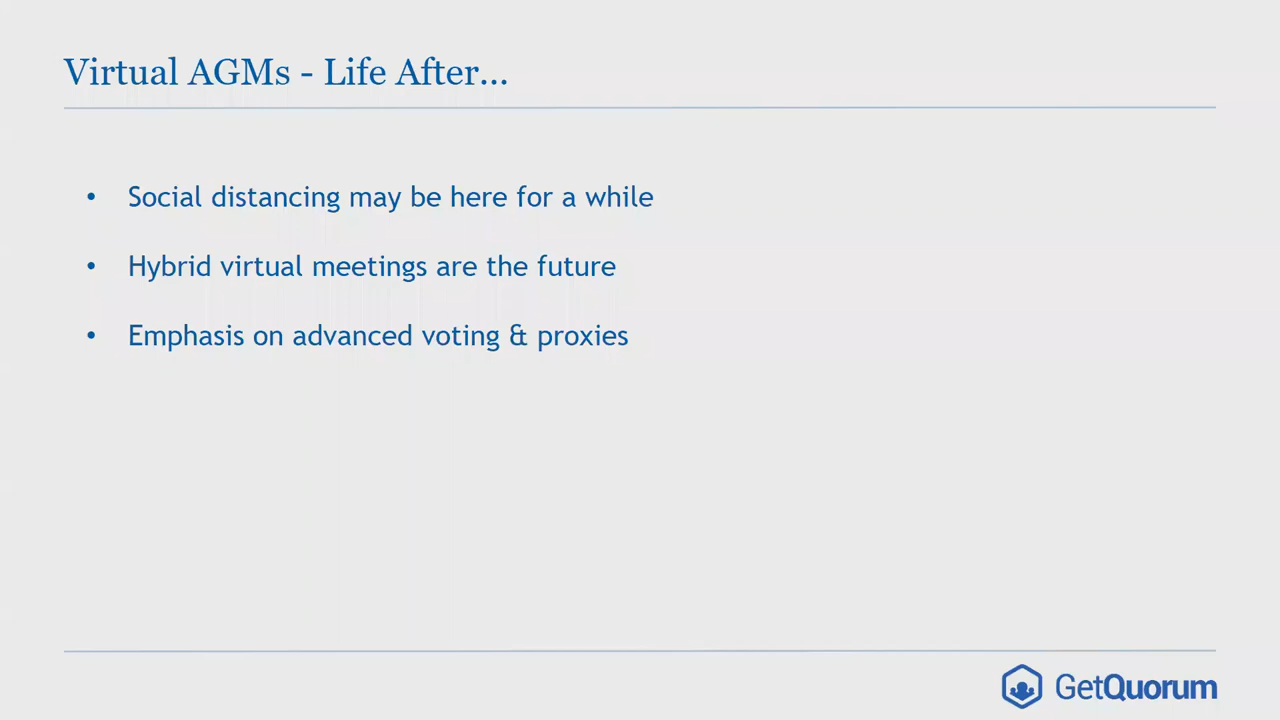 Virtual AGMs - Life After...
• Social distancing may be here for a while
• Hybrid virtual meetings are the future
• Emphasis on advanced voting & proxies
GetQuorum